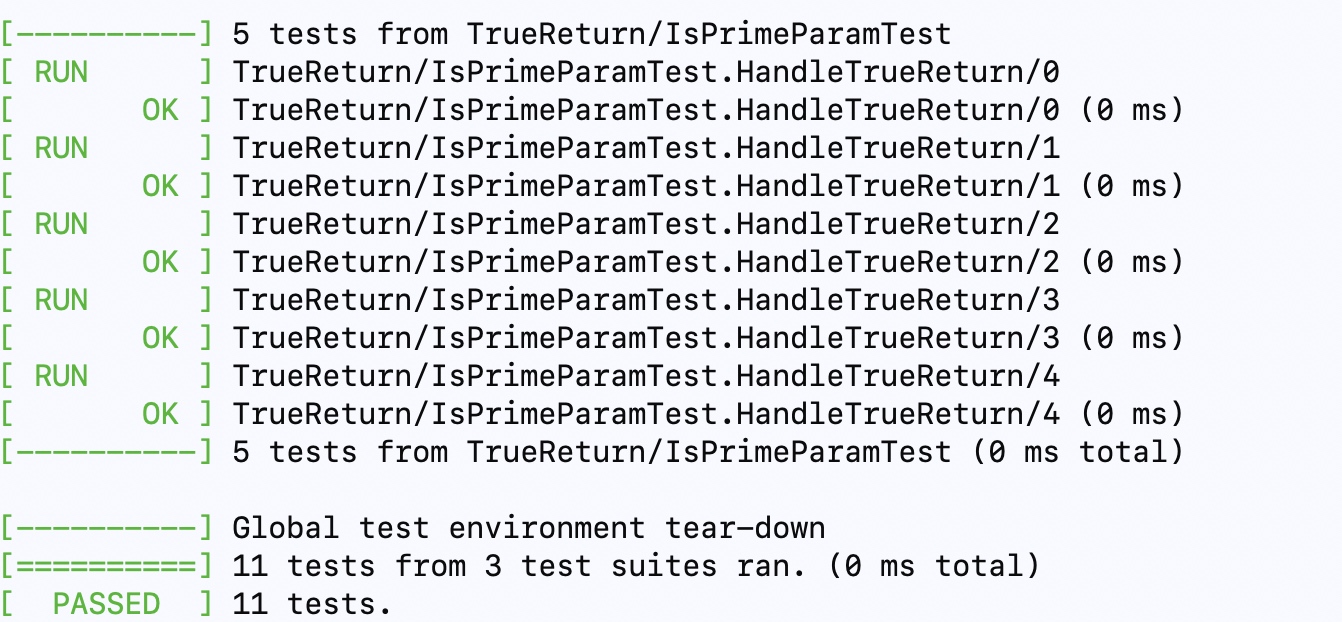 [----------] 5 tests from TrueReturn/IsPrimeParamTest
[ RUN      ] TrueReturn/IsPrimeParamTest.HandleTrueReturn/0
[       OK ] TrueReturn/IsPrimeParamTest.HandleTrueReturn/0 (0 ms)
[ RUN      ] TrueReturn/IsPrimeParamTest.HandleTrueReturn/1
[       OK ] TrueReturn/IsPrimeParamTest.HandleTrueReturn/1 (0 ms)
[ RUN      ] TrueReturn/IsPrimeParamTest.HandleTrueReturn/2
[       OK ] TrueReturn/IsPrimeParamTest.HandleTrueReturn/2 (0 ms)
[ RUN      ] TrueReturn/IsPrimeParamTest.HandleTrueReturn/3
[       OK ] TrueReturn/IsPrimeParamTest.HandleTrueReturn/3 (0 ms)
[ RUN      ] TrueReturn/IsPrimeParamTest.HandleTrueReturn/4
[       OK ] TrueReturn/IsPrimeParamTest.HandleTrueReturn/4 (0 ms)
[----------] 5 tests from TrueReturn/IsPrimeParamTest (0 ms total)

[----------] Global test environment tear-down
[==========] 11 tests from 3 test suites ran. (0 ms total)
[  PASSED  ] 11 tests.